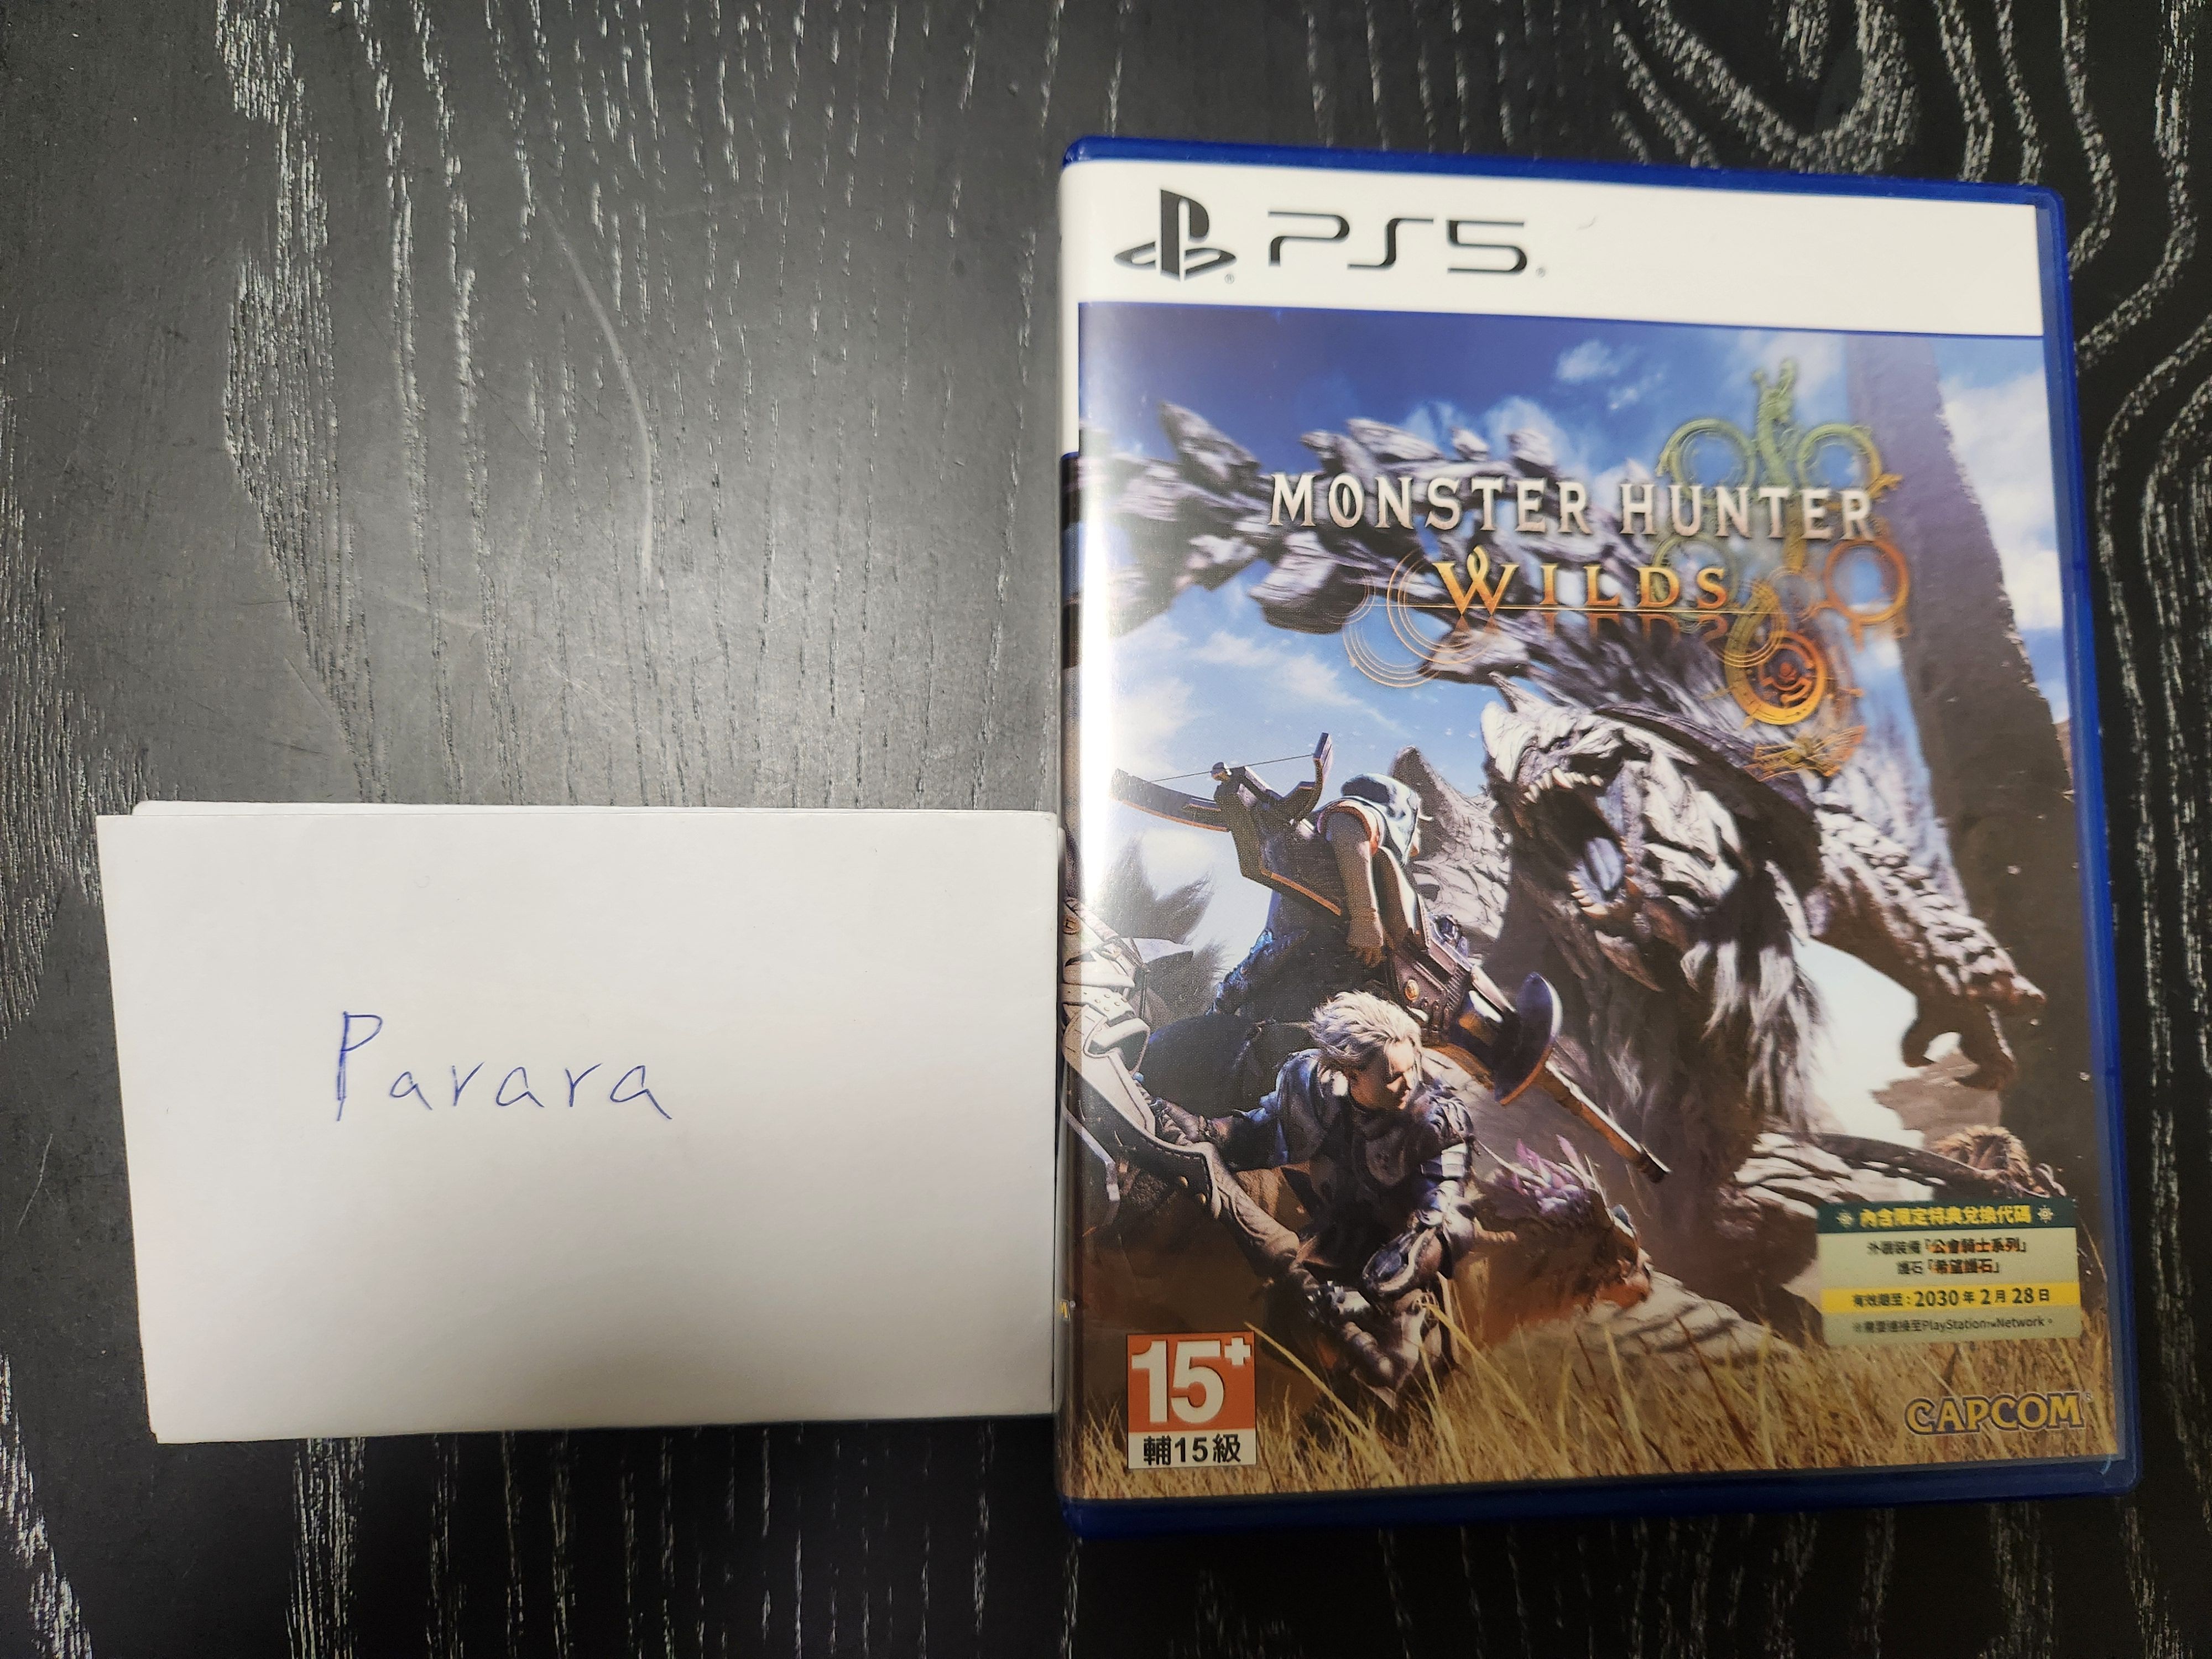 Parara
PS5
MONSTER HUNTER
WILDS
內含限定特典兌換代碼
外觀裝備「公會騎士系列」
護石「希望護石」
有效期至：2030年2月28日
※需要連接至PlayStation™Network。
15+
輔15級
CAPCOM